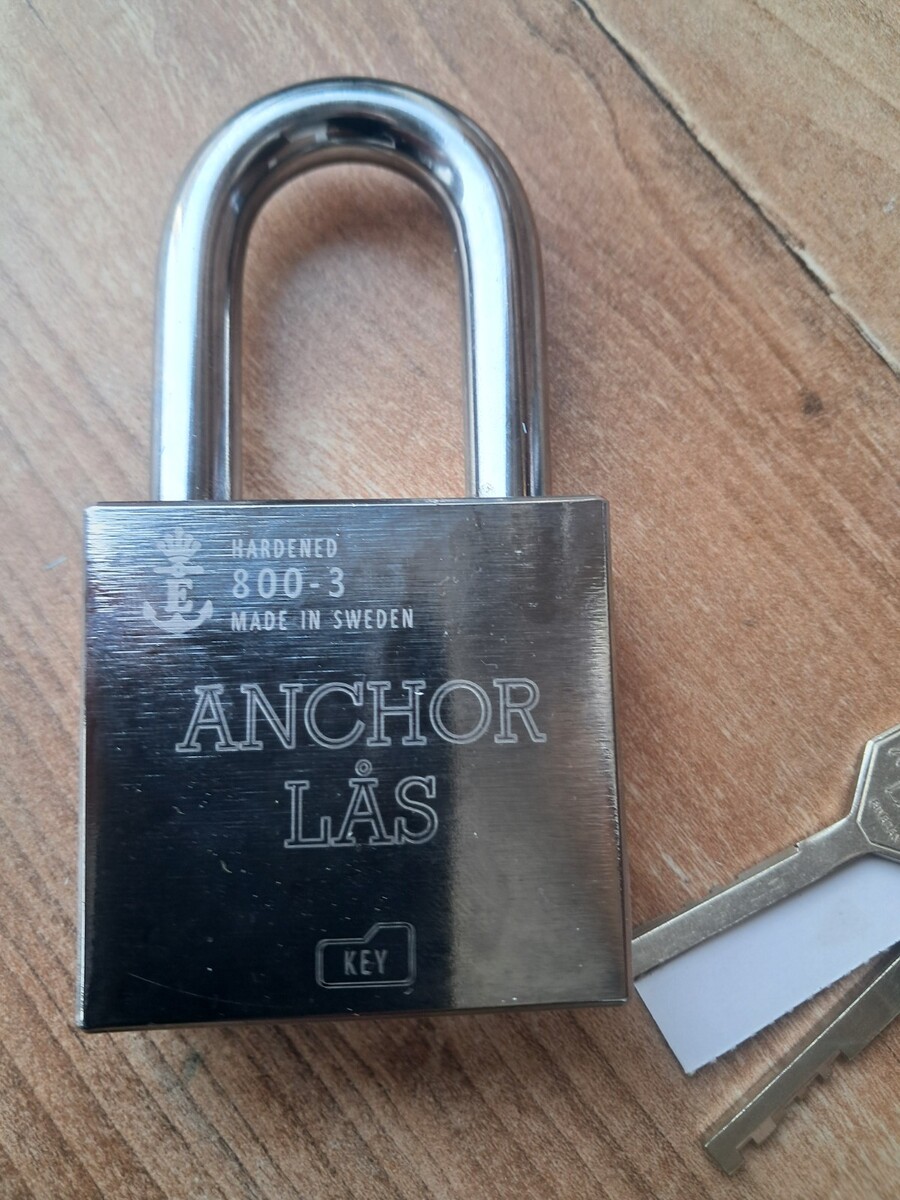 E
HARDENED
800-3
MADE IN SWEDEN
ANCHOR
LÅS
KEY